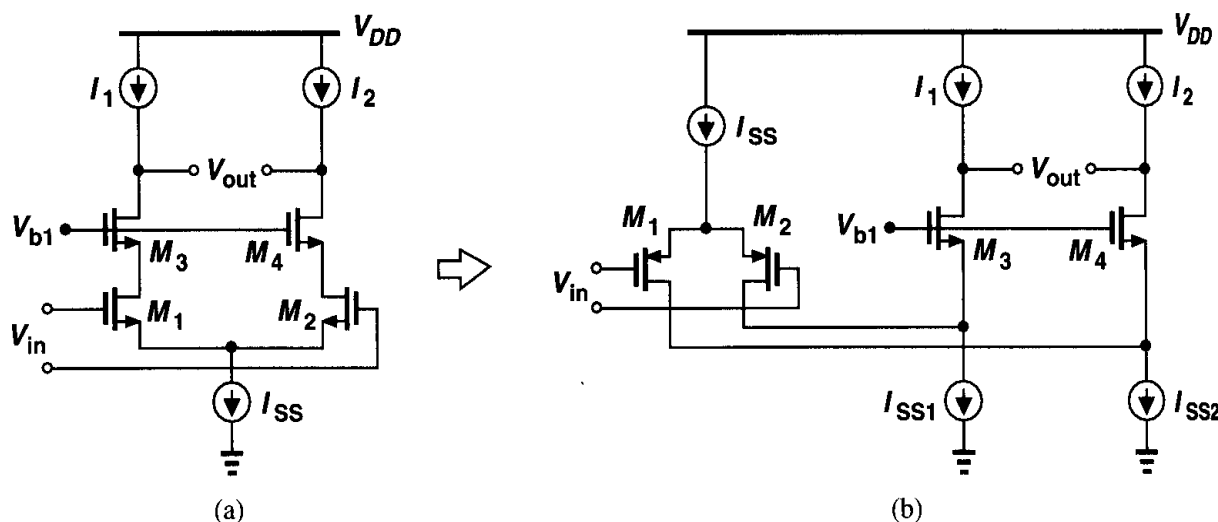 V_DD
I_1
I_2
V_out
V_b1
M_3
M_4
M_1
M_2
V_in
I_SS
(a)
V_DD
I_SS
I_1
I_2
V_out
M_1
M_2
V_b1
M_3
M_4
V_in
I_SS1
I_SS2
(b)